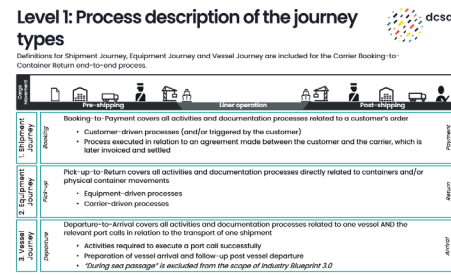 Level 1: Process description of the journey
types
dcsa
Definitions for Shipment Journey, Equipment Journey and Vessel Journey are included for the Carrier Booking-to-
Container Return end-to-end process.
Cargo
Movement
Pre-shipping
Liner operation
Post-shipping
1. Shipment
Journey
Booking
Booking-to-Payment covers all activities and documentation processes related to a customer's order
• Customer-driven processes (and/or triggered by the customer)
• Process executed in relation to an agreement made between the customer and the carrier, which is
later invoiced and settled
Payment
2. Equipment
Journey
Pick-up
Pick-up-to-Return covers all activities and documentation processes directly related to containers and/or
physical container movements
• Equipment-driven processes
• Carrier-driven processes
Return
3. Vessel
Journey
Departure
Departure-to-Arrival covers all activities and documentation processes related to one vessel AND the
relevant port calls in relation to the transport of one shipment
• Activities required to execute a port call successfully
• Preparation of vessel arrival and follow-up post vessel departure
• "During sea passage" is excluded from the scope of Industry Blueprint 3.0
Arrival